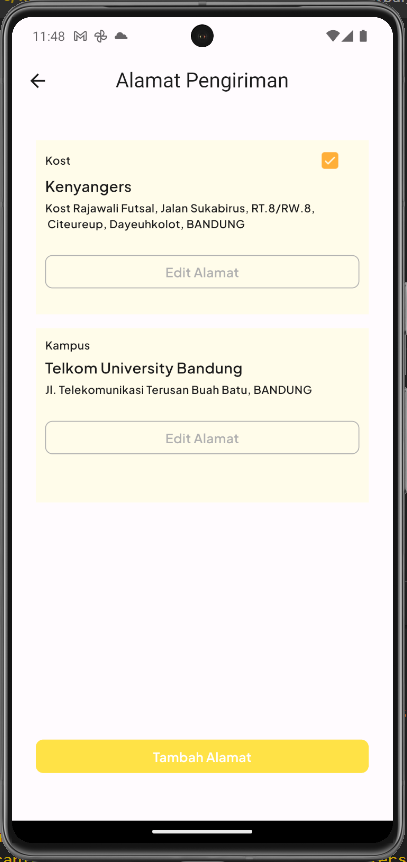 11:48
Alamat Pengiriman
Kost
Kenyangers
Kost Rajawali Futsal, Jalan Sukabirus, RT.8/RW.8,
Citeureup, Dayeuhkolot, BANDUNG
Edit Alamat
Kampus
Telkom University Bandung
Jl. Telekomunikasi Terusan Buah Batu, BANDUNG
Edit Alamat
Tambah Alamat